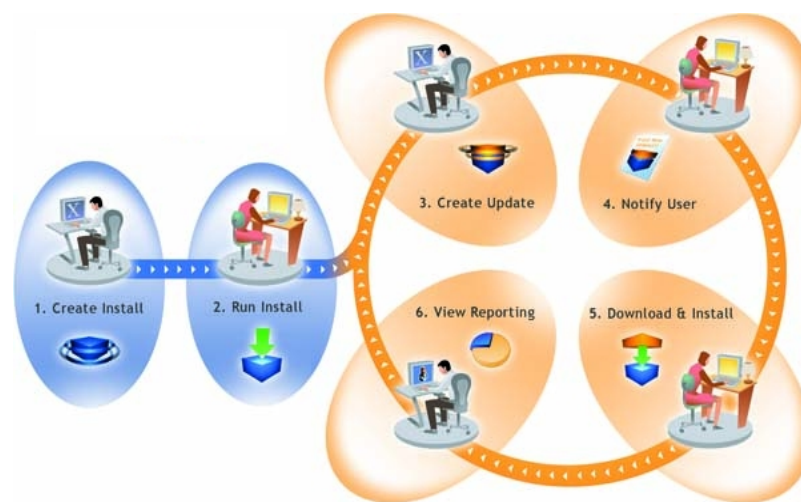 1. Create Install
2. Run Install
3. Create Update
4. Notify User
5. Download & Install
6. View Reporting
X
X